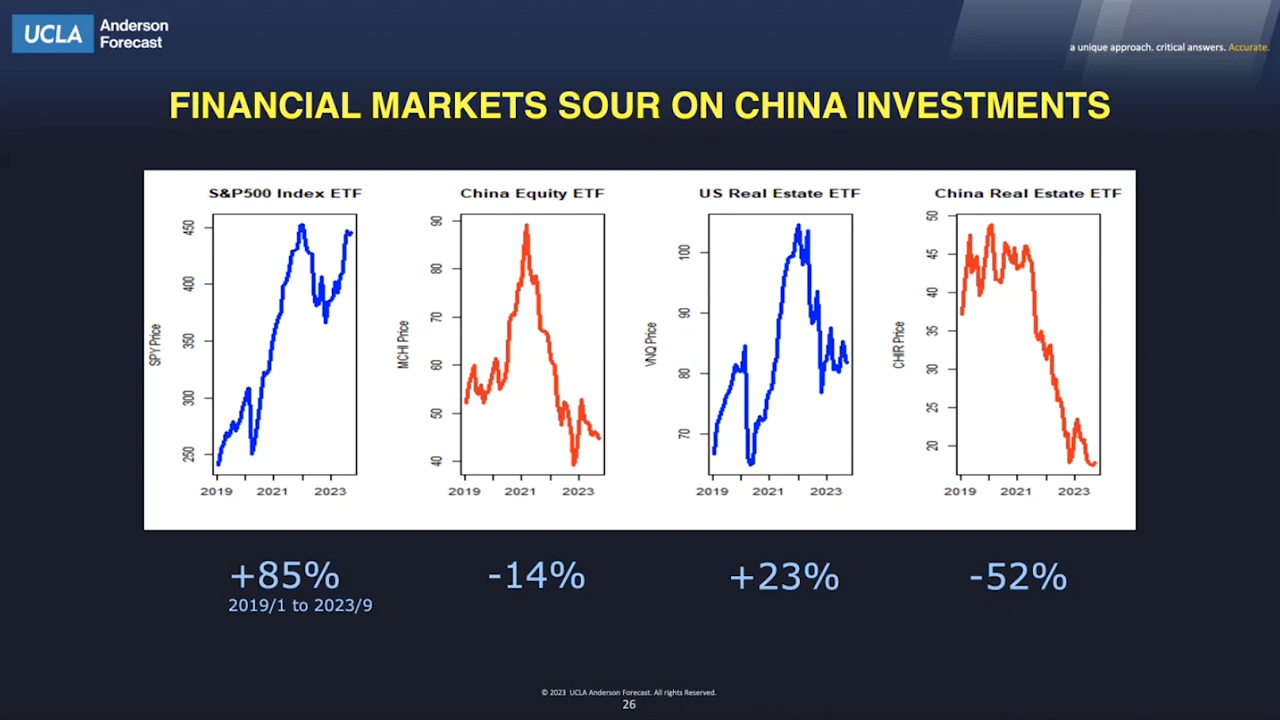 UCLA Anderson
Forecast
a unique approach. critical answers. Accurate.
FINANCIAL MARKETS SOUR ON CHINA INVESTMENTS
S&P500 Index ETF
SPY Price
450
400
350
300
250
2019 2021 2023
China Equity ETF
MCHI Price
90
80
70
60
50
40
2019 2021 2023
US Real Estate ETF
VNQ Price
100
90
80
70
2019 2021 2023
China Real Estate ETF
CHIR Price
50
45
40
35
30
25
20
2019 2021 2023
+85%
2019/1 to 2023/9
-14%
+23%
-52%
© 2023 UCLA Anderson Forecast. All rights Reserved.
26